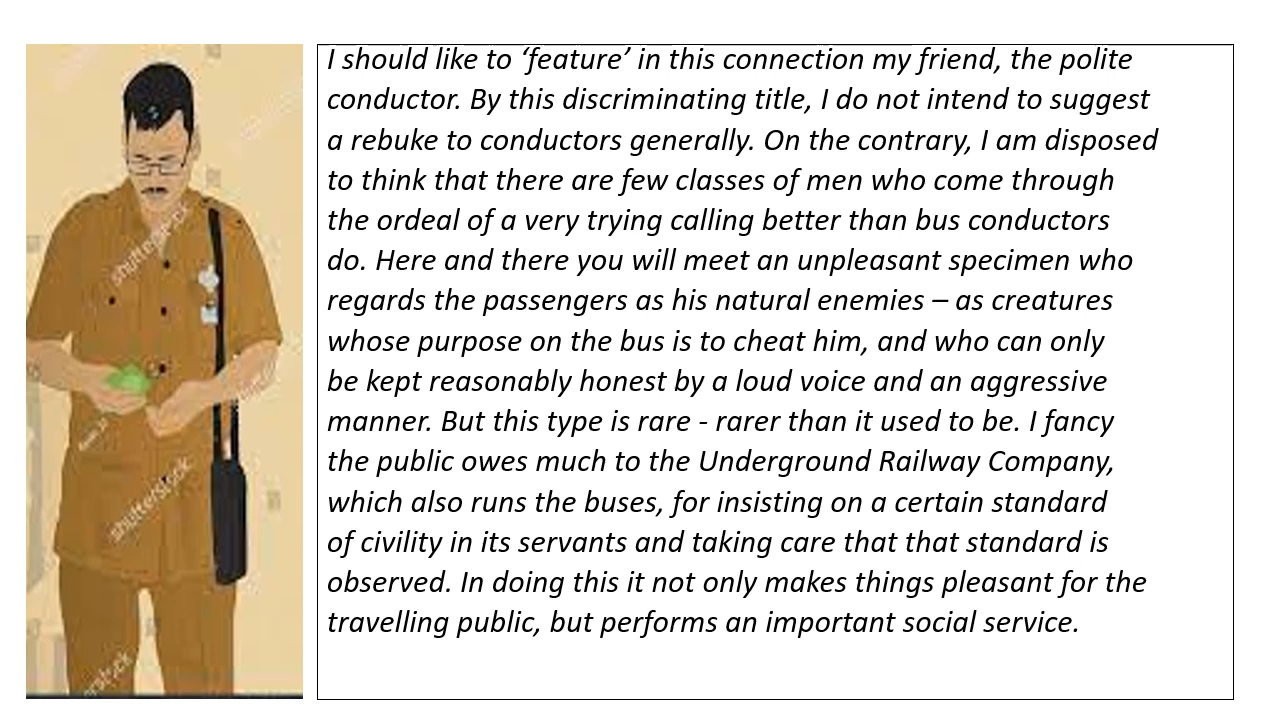 I should like to ‘feature’ in this connection my friend, the polite
conductor. By this discriminating title, I do not intend to suggest
a rebuke to conductors generally. On the contrary, I am disposed
to think that there are few classes of men who come through
the ordeal of a very trying calling better than bus conductors
do. Here and there you will meet an unpleasant specimen who
regards the passengers as his natural enemies – as creatures
whose purpose on the bus is to cheat him, and who can only
be kept reasonably honest by a loud voice and an aggressive
manner. But this type is rare - rarer than it used to be. I fancy
the public owes much to the Underground Railway Company,
which also runs the buses, for insisting on a certain standard
of civility in its servants and taking care that that standard is
observed. In doing this it not only makes things pleasant for the
travelling public, but performs an important social service.
shutterstock